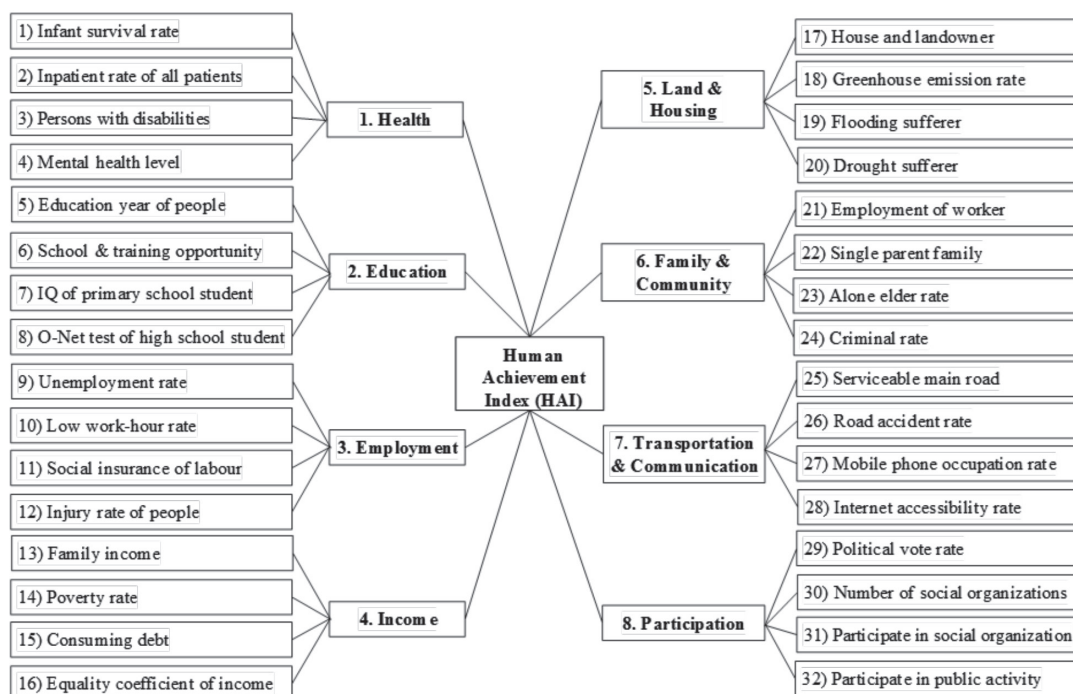 1) Infant survival rate
2) Inpatient rate of all patients
3) Persons with disabilities
4) Mental health level
1. Health
5) Education year of people
6) School & training opportunity
7) IQ of primary school student
8) O-Net test of high school student
2. Education
9) Unemployment rate
10) Low work-hour rate
11) Social insurance of labour
12) Injury rate of people
3. Employment
13) Family income
14) Poverty rate
15) Consuming debt
16) Equality coefficient of income
4. Income
Human
Achievement
Index (HAI)
5. Land &
Housing
17) House and landowner
18) Greenhouse emission rate
19) Flooding sufferer
20) Drought sufferer
6. Family &
Community
21) Employment of worker
22) Single parent family
23) Alone elder rate
24) Criminal rate
7. Transportation
& Communication
25) Serviceable main road
26) Road accident rate
27) Mobile phone occupation rate
28) Internet accessibility rate
8. Participation
29) Political vote rate
30) Number of social organizations
31) Participate in social organization
32) Participate in public activity